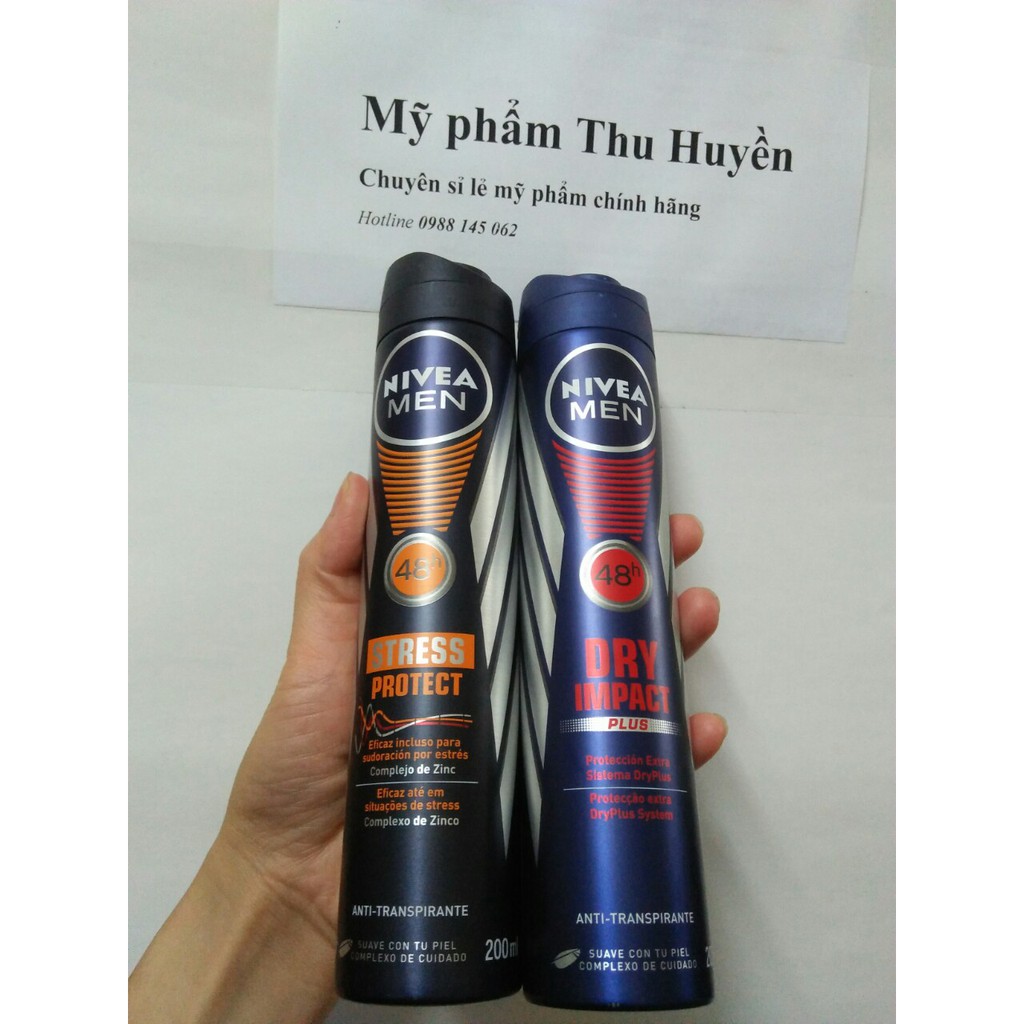 Mỹ phẩm Thu Huyền
Chuyên sỉ lẻ mỹ phẩm chính hãng
Hotline 0988 145 062
NIVEA
MEN
48h
STRESS
PROTECT
Eficaz incluso para
sudoración por estrés
Complejo de Zinc
Eficaz até em
situações de stress
Complexo de Zinco
ANTI-TRANSPIRANTE
SUAVE CON TU PIEL
COMPLEXO DE CUIDADO
200ml
NIVEA
MEN
48h
DRY
IMPACT
PLUS
Protección Extra
Sistema DryPlus
Protecção extra
DryPlus System
ANTI-TRANSPIRANTE
SUAVE CON TU PIEL
COMPLEXO DE CUIDADO